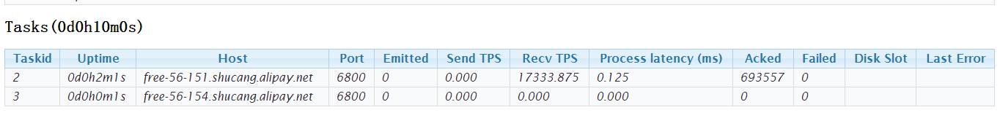 Tasks(0d0h10m0s)
Taskid Uptime Host Port Emitted Send TPS Recv TPS Process latency (ms) Acked Failed Disk Slot Last Error
2 0d0h2m1s free-56-151.shucang.alipay.net 6800 0 0.000 17333.875 0.125 693557 0
3 0d0h0m1s free-56-154.shucang.alipay.net 6800 0 0.000 0.000 0.000 0 0